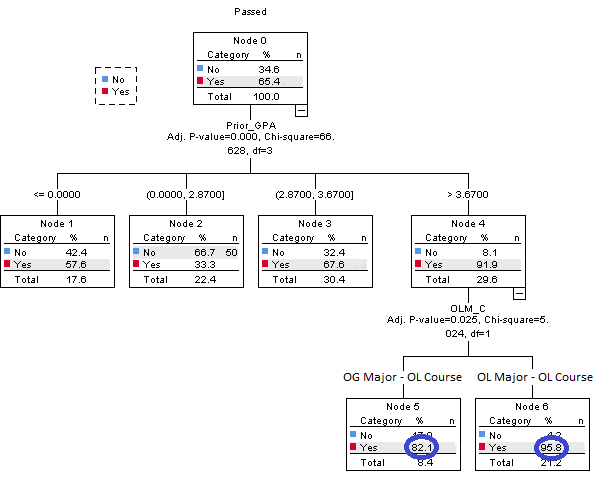 Passed
No
Yes
Node 0
Category % n
No 34.6
Yes 65.4
Total 100.0
Prior_GPA
Adj. P-value=0.000, Chi-square=66.
628, df=3
<= 0.0000
(0.0000, 2.8700]
(2.8700, 3.6700]
> 3.6700
Node 1
Category % n
No 42.4
Yes 57.6
Total 17.6
Node 2
Category % n
No 66.7 50
Yes 33.3
Total 22.4
Node 3
Category % n
No 32.4
Yes 67.6
Total 30.4
Node 4
Category % n
No 8.1
Yes 91.9
Total 29.6
OLM_C
Adj. P-value=0.025, Chi-square=5.
024, df=1
OG Major - OL Course
OL Major - OL Course
Node 5
Category % n
No
Yes 82.1
Total 8.4
Node 6
Category % n
No
Yes 95.8
Total 21.2